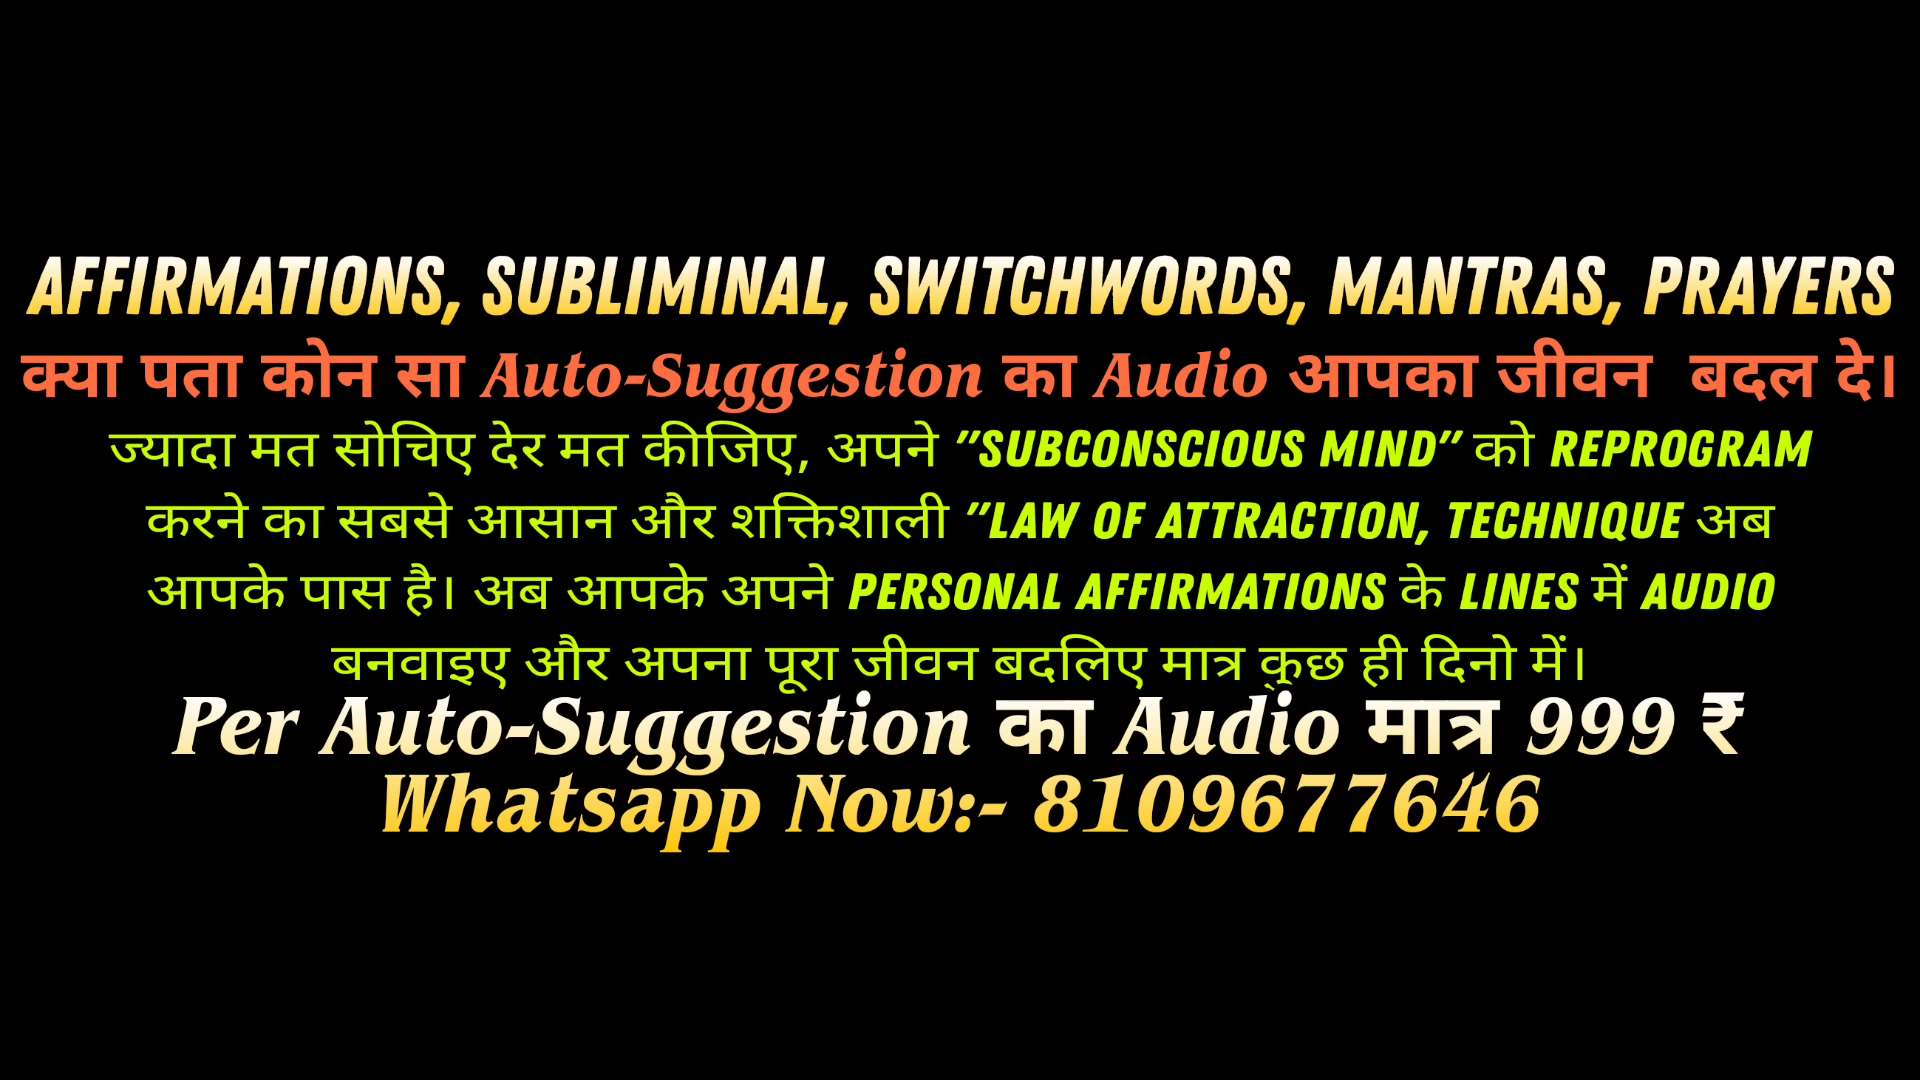 AFFIRMATIONS, SUBLIMINAL, SWITCHWORDS, MANTRAS, PRAYERS
क्या पता कोन सा Auto-Suggestion का Audio आपका जीवन बदल दे।
ज्यादा मत सोचिए देर मत कीजिए, अपने "SUBCONSCIOUS MIND" को REPROGRAM
करने का सबसे आसान और शक्तिशाली "LAW OF ATTRACTION, TECHNIQUE अब
आपके पास है। अब आपके अपने PERSONAL AFFIRMATIONS के LINES में AUDIO
बनवाइए और अपना पूरा जीवन बदलिए मात्र कुछ ही दिनो में।
Per Auto-Suggestion का Audio मात्र 999 ₹
Whatsapp Now:- 8109677646